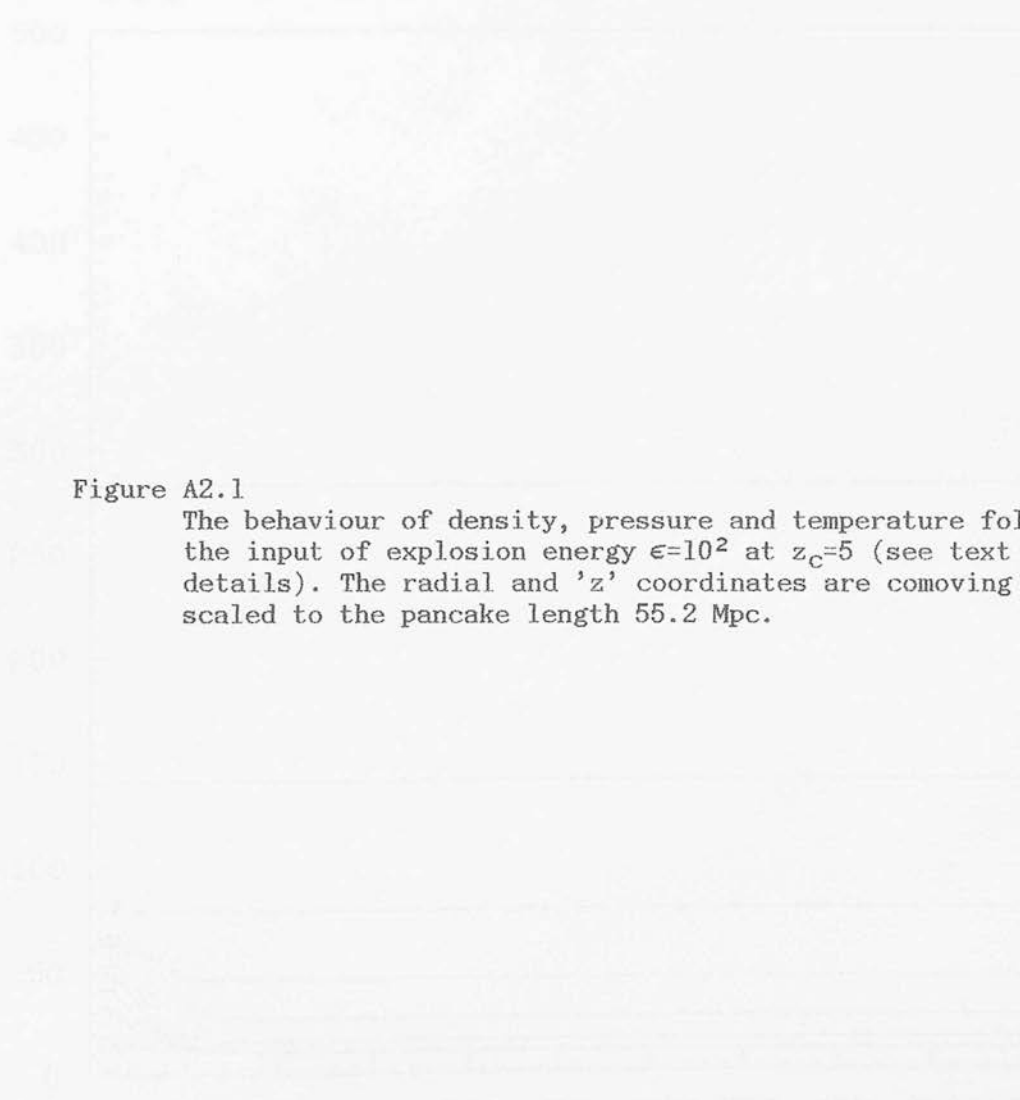 Figure A2.1
The behaviour of density, pressure and temperature fol
the input of explosion energy ϵ=10² at z_c=5 (see text
details). The radial and 'z' coordinates are comoving
scaled to the pancake length 55.2 Mpc.